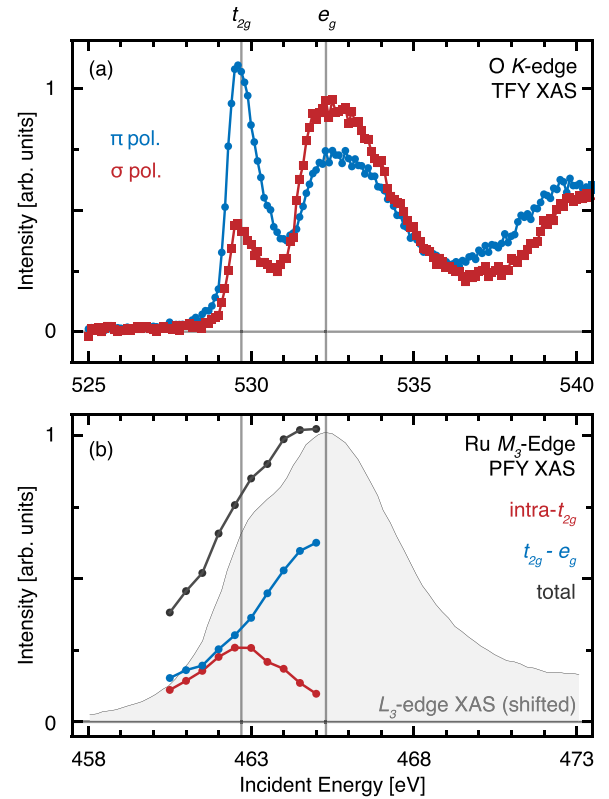 t2g eg
(a)
O K-edge
TFY XAS
π pol.
σ pol.
Intensity [arb. units]
1
0
525 530 535 540
(b)
Ru M3-Edge
PFY XAS
intra-t2g
t2g - eg
total
Intensity [arb. units]
1
0
L3-edge XAS (shifted)
458 463 468 473
Incident Energy [eV]